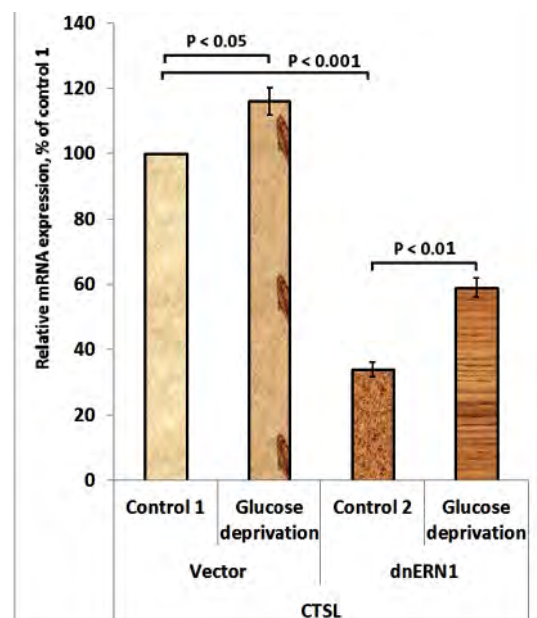 140
120
100
80
60
40
20
0
Relative mRNA expression, % of control 1
P < 0.05
P < 0.001
P < 0.01
Control 1
Glucose
deprivation
Control 2
Glucose
deprivation
Vector
dnERN1
CTSL